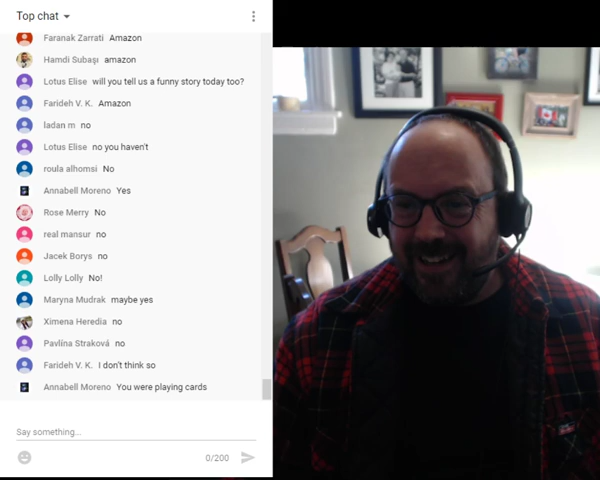 Top chat
Faranak Zarrati Amazon
Hamdi Subaşı amazon
Lotus Elise will you tell us a funny story today too?
Farideh V. K. Amazon
ladan m no
Lotus Elise no you haven't
roula alhomsi No
Annabell Moreno Yes
Rose Merry No
real mansur no
Jacek Borys no
Lolly Lolly No!
Maryna Mudrak maybe yes
Ximena Heredia no
Pavlína Straková no
Farideh V. K. I don't think so
Annabell Moreno You were playing cards
Say something...
0/200